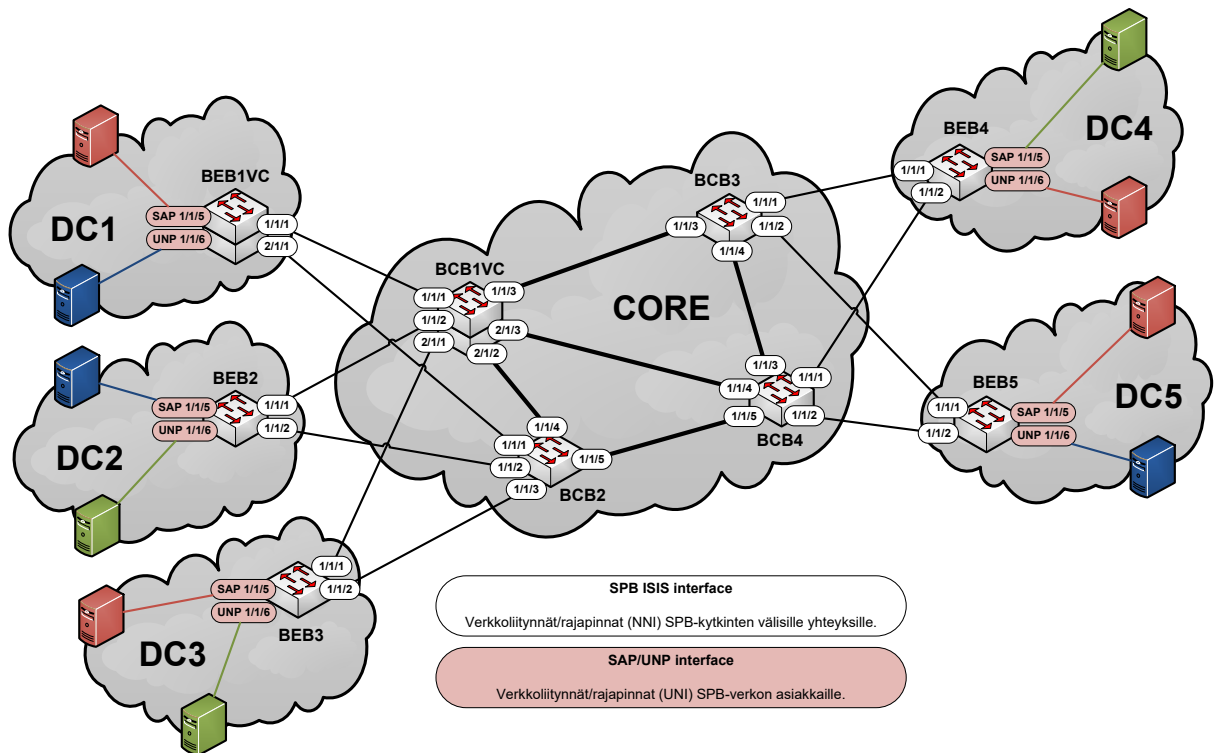 DC1
BEB1VC
SAP 1/1/5
UNP 1/1/6
1/1/1
2/1/1
DC2
BEB2
SAP 1/1/5
UNP 1/1/6
1/1/1
1/1/2
DC3
BEB3
SAP 1/1/5
UNP 1/1/6
1/1/1
1/1/2
CORE
BCB1VC
1/1/1
1/1/2
2/1/1
1/1/3
2/1/3
2/1/2
BCB2
1/1/4
1/1/1
1/1/2
1/1/3
1/1/5
BCB3
1/1/1
1/1/2
1/1/3
1/1/4
BCB4
1/1/3
1/1/1
1/1/4
1/1/5
1/1/2
DC4
BEB4
1/1/1
1/1/2
SAP 1/1/5
UNP 1/1/6
DC5
BEB5
1/1/1
1/1/2
SAP 1/1/5
UNP 1/1/6
SPB ISIS interface
Verkkoliitynnät/rajapinnat (NNI) SPB-kytkinten välisille yhteyksille.
SAP/UNP interface
Verkkoliitynnät/rajapinnat (UNI) SPB-verkon asiakkaille.